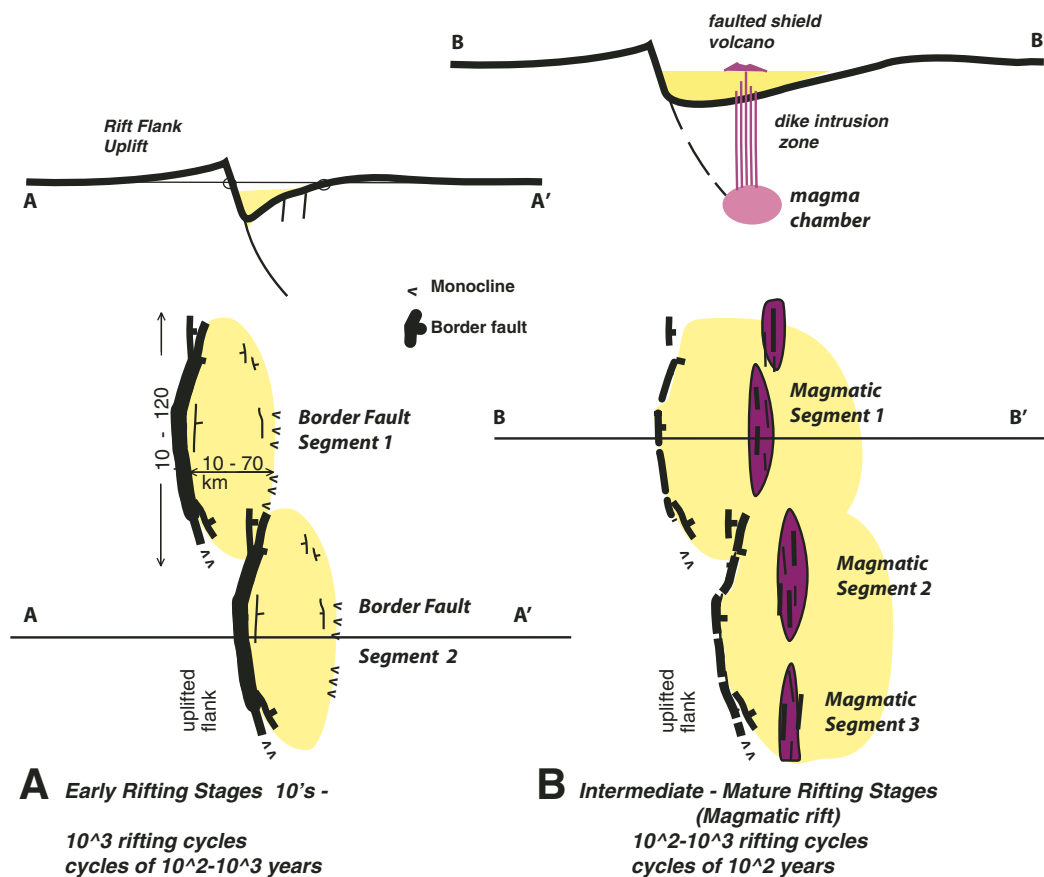 B
faulted shield
volcano
B
dike intrusion
zone
magma
chamber
Rift Flank
Uplift
A
A'
Monocline
Border fault
10 - 120
10 - 70
km
Border Fault
Segment 1
A
Border Fault
A'
Segment 2
uplifted
flank
B
Magmatic
Segment 1
B'
Magmatic
Segment 2
Magmatic
Segment 3
uplifted
flank
A Early Rifting Stages 10's -
10^3 rifting cycles
cycles of 10^2-10^3 years
B Intermediate - Mature Rifting Stages
(Magmatic rift)
10^2-10^3 rifting cycles
cycles of 10^2 years